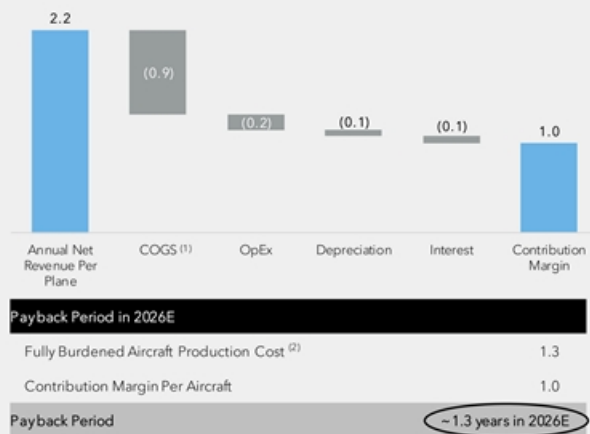 2.2
(0.9)
(0.2)
(0.1)
(0.1)
1.0
Annual Net
Revenue Per
Plane
COGS (1)
OpEx
Depreciation
Interest
Contribution
Margin
Payback Period in 2026E
Fully Burdened Aircraft Production Cost (2) 1.3
Contribution Margin Per Aircraft 1.0
Payback Period ~1.3 years in 2026E